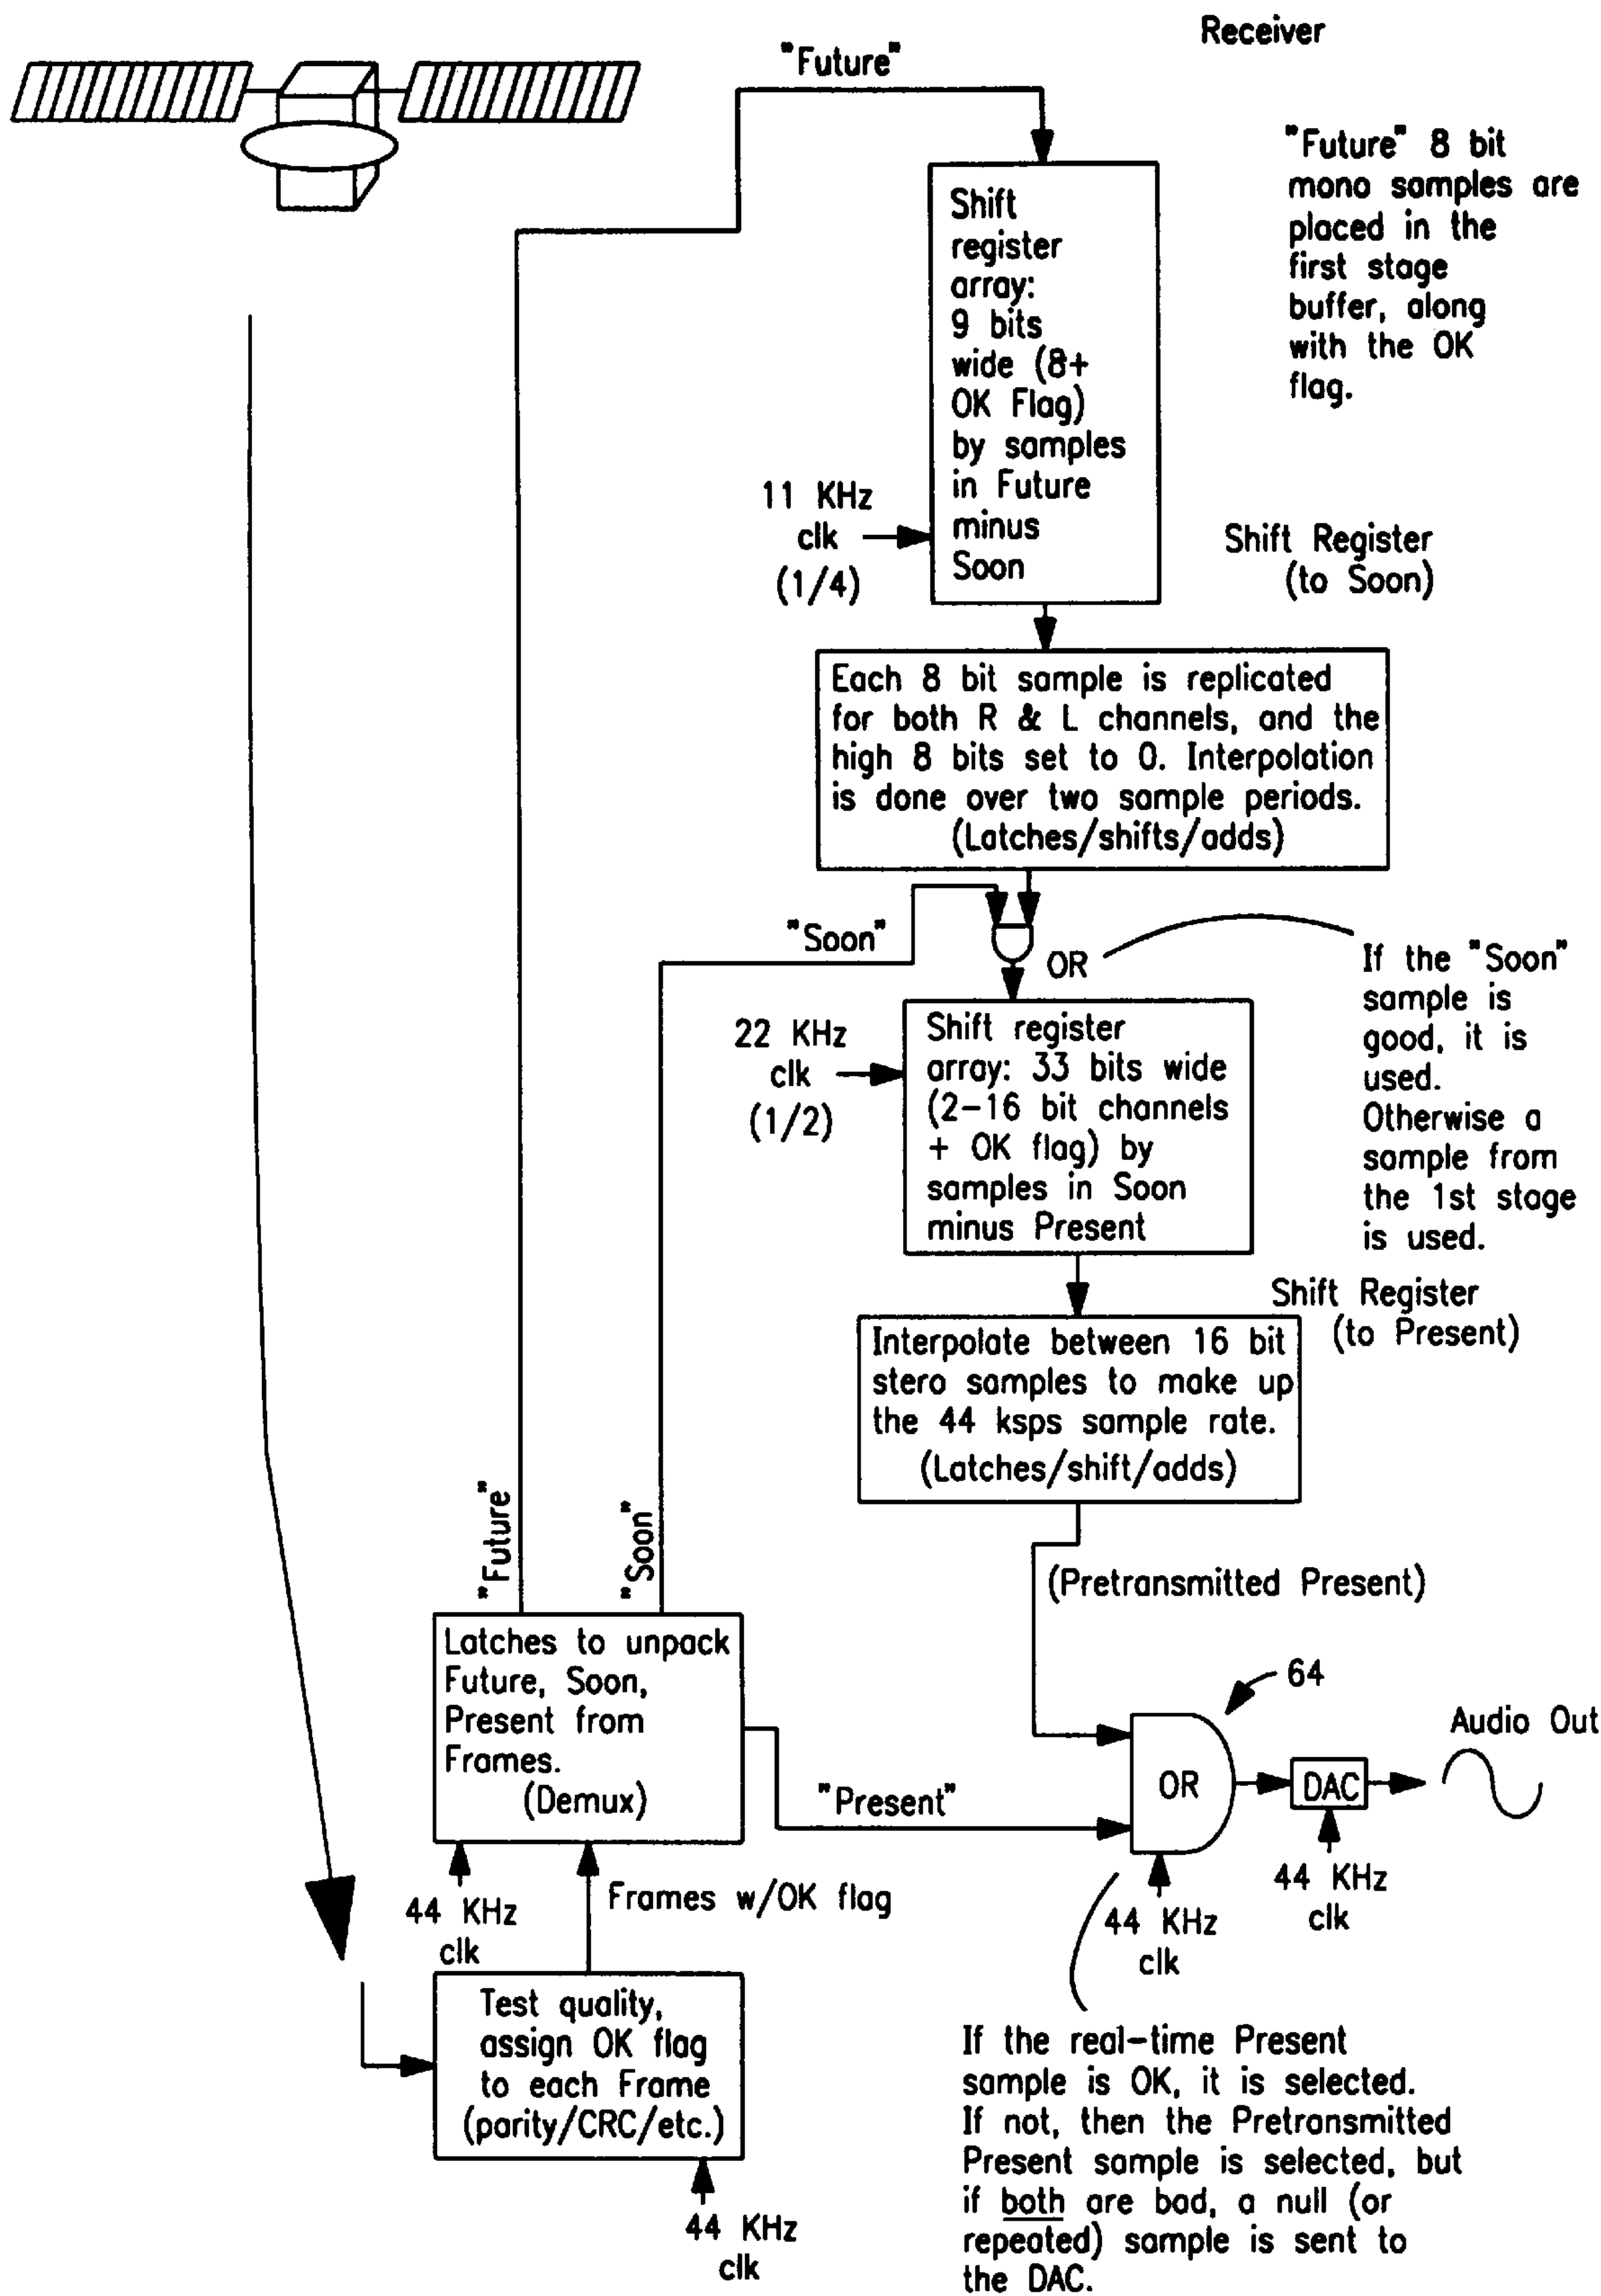 Receiver
"Future"
"Future" 8 bit
mono samples are
placed in the
first stage
buffer, along
with the OK
flag.
Shift
register
array:
9 bits
wide (8+
OK Flag)
by samples
in Future
minus
Soon
11 KHz
clk
(1/4)
Shift Register
(to Soon)
Each 8 bit sample is replicated
for both R & L channels, and the
high 8 bits set to 0. Interpolation
is done over two sample periods.
(Latches/shifts/adds)
"Soon"
OR
If the "Soon"
sample is
good, it is
used.
Otherwise a
sample from
the 1st stage
is used.
22 KHz
clk
(1/2)
Shift register
array: 33 bits wide
(2-16 bit channels
+ OK flag) by
samples in Soon
minus Present
Shift Register
(to Present)
Interpolate between 16 bit
stero samples to make up
the 44 ksps sample rate.
(Latches/shift/adds)
"Future"
"Soon"
(Pretransmitted Present)
Latches to unpack
Future, Soon,
Present from
Frames.
(Demux)
64
Audio Out
OR
DAC
"Present"
44 KHz
clk
Frames w/OK flag
44 KHz
clk
44 KHz
clk
Test quality,
assign OK flag
to each Frame
(parity/CRC/etc.)
44 KHz
clk
If the real-time Present
sample is OK, it is selected.
If not, then the Pretransmitted
Present sample is selected, but
if both are bad, a null (or
repeated) sample is sent to
the DAC.